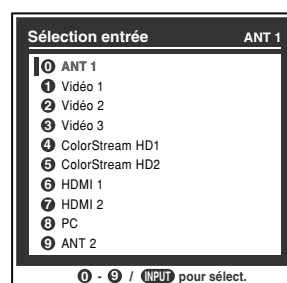 Sélection entrée ANT 1
0 ANT 1
1 Vidéo 1
2 Vidéo 2
3 Vidéo 3
4 ColorStream HD1
5 ColorStream HD2
6 HDMI 1
7 HDMI 2
8 PC
9 ANT 2
0 - 9 / INPUT pour sélect.